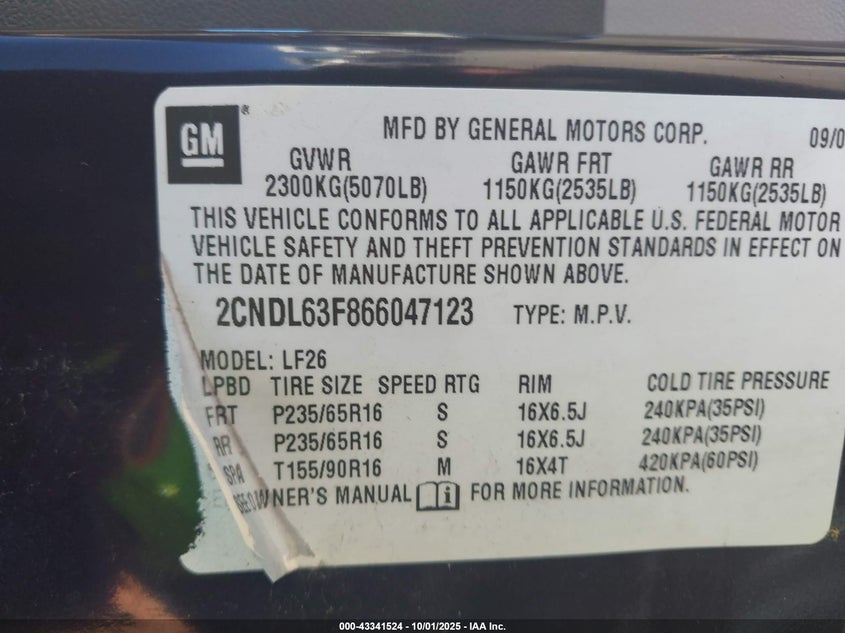 GM ®
MFD BY GENERAL MOTORS CORP. 09/0
GVWR GAWR FRT GAWR RR
2300KG(5070LB) 1150KG(2535LB) 1150KG(2535LB)
THIS VEHICLE CONFORMS TO ALL APPLICABLE U.S. FEDERAL MOTOR
VEHICLE SAFETY AND THEFT PREVENTION STANDARDS IN EFFECT ON
THE DATE OF MANUFACTURE SHOWN ABOVE.
2CNDL63F866047123 TYPE: M.P.V.
MODEL: LF26
LPBD TIRE SIZE SPEED RTG RIM COLD TIRE PRESSURE
FRT P235/65R16 S 16X6.5J 240KPA(35PSI)
RR P235/65R16 S 16X6.5J 240KPA(35PSI)
SPA T155/90R16 M 16X4T 420KPA(60PSI)
SEE OWNER'S MANUAL FOR MORE INFORMATION.
000-43341524 | 10/01/2025 - IAA Inc.